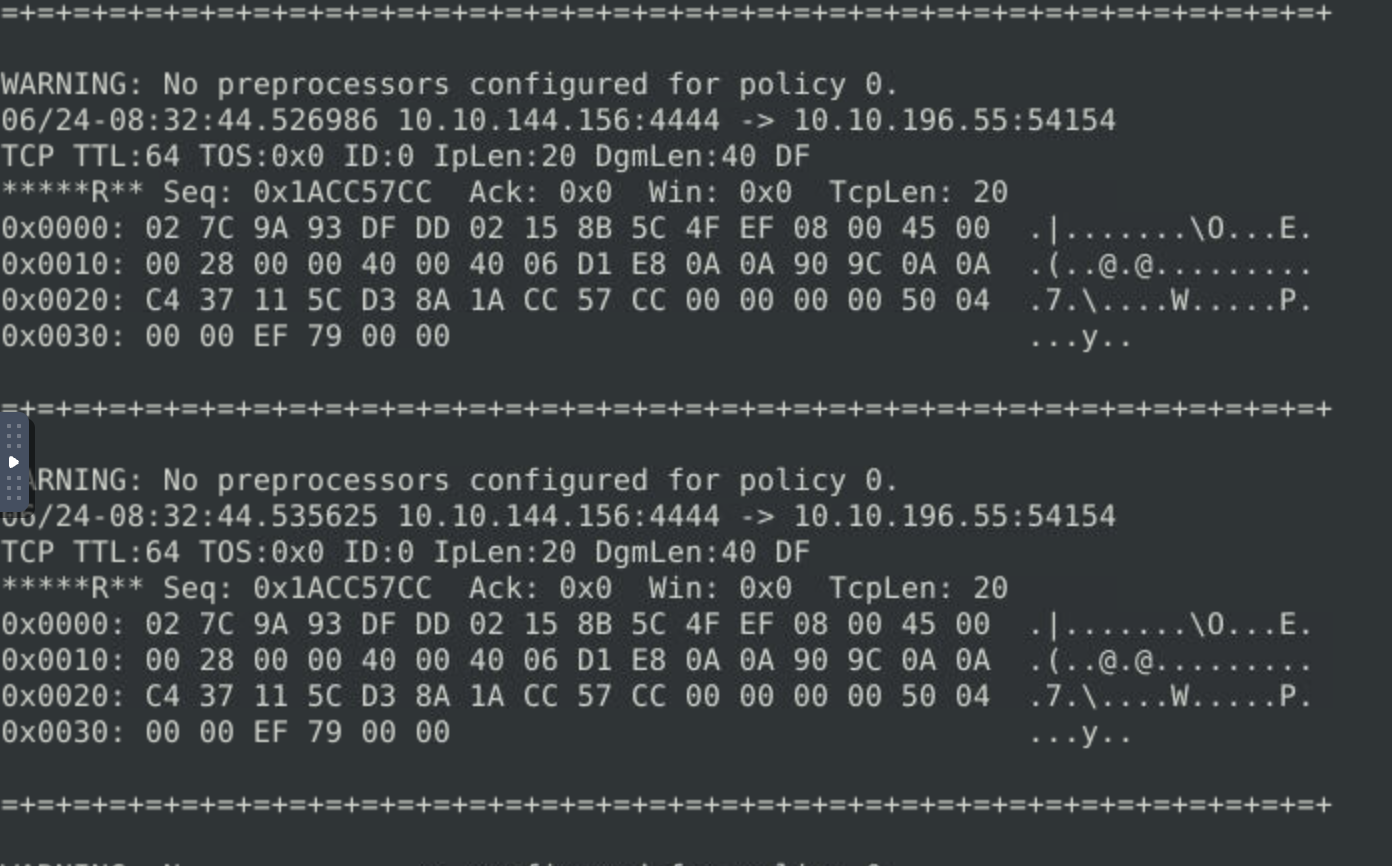 =+=+=+=+=+=+=+=+=+=+=+=+=+=+=+=+=+=+=+=+=+=+=+=+=+=+=+=+=+=+=+=+=+=+=+=+=+
WARNING: No preprocessors configured for policy 0.
06/24-08:32:44.526986 10.10.144.156:4444 -> 10.10.196.55:54154
TCP TTL:64 TOS:0x0 ID:0 IpLen:20 DgmLen:40 DF
*****R** Seq: 0x1ACC57CC  Ack: 0x0  Win: 0x0  TcpLen: 20
0x0000: 02 7C 9A 93 DF DD 02 15 8B 5C 4F EF 08 00 45 00  .|.......\O...E.
0x0010: 00 28 00 00 40 00 40 06 D1 E8 0A 0A 90 9C 0A 0A  .(..@.@.........
0x0020: C4 37 11 5C D3 8A 1A CC 57 CC 00 00 00 00 50 04  .7.\....W.....P.
0x0030: 00 00 EF 79 00 00                                ...y..
=+=+=+=+=+=+=+=+=+=+=+=+=+=+=+=+=+=+=+=+=+=+=+=+=+=+=+=+=+=+=+=+=+=+=+=+=+
ARNING: No preprocessors configured for policy 0.
06/24-08:32:44.535625 10.10.144.156:4444 -> 10.10.196.55:54154
TCP TTL:64 TOS:0x0 ID:0 IpLen:20 DgmLen:40 DF
*****R** Seq: 0x1ACC57CC  Ack: 0x0  Win: 0x0  TcpLen: 20
0x0000: 02 7C 9A 93 DF DD 02 15 8B 5C 4F EF 08 00 45 00  .|.......\O...E.
0x0010: 00 28 00 00 40 00 40 06 D1 E8 0A 0A 90 9C 0A 0A  .(..@.@.........
0x0020: C4 37 11 5C D3 8A 1A CC 57 CC 00 00 00 00 50 04  .7.\....W.....P.
0x0030: 00 00 EF 79 00 00                                ...y..
=+=+=+=+=+=+=+=+=+=+=+=+=+=+=+=+=+=+=+=+=+=+=+=+=+=+=+=+=+=+=+=+=+=+=+=+=+